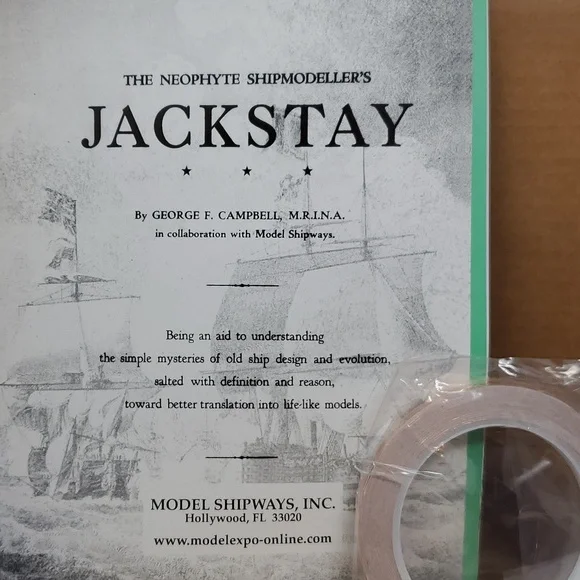 THE NEOPHYTE SHIPMODELLER'S
JACKSTAY
★ ★ ★
By GEORGE F. CAMPBELL, M.R.I.N.A.
in collaboration with Model Shipways.
Being an aid to understanding
the simple mysteries of old ship design and evolution,
salted with definition and reason,
toward better translation into life-like models.
MODEL SHIPWAYS, INC.
Hollywood, FL 33020
www.modelexpo-online.com